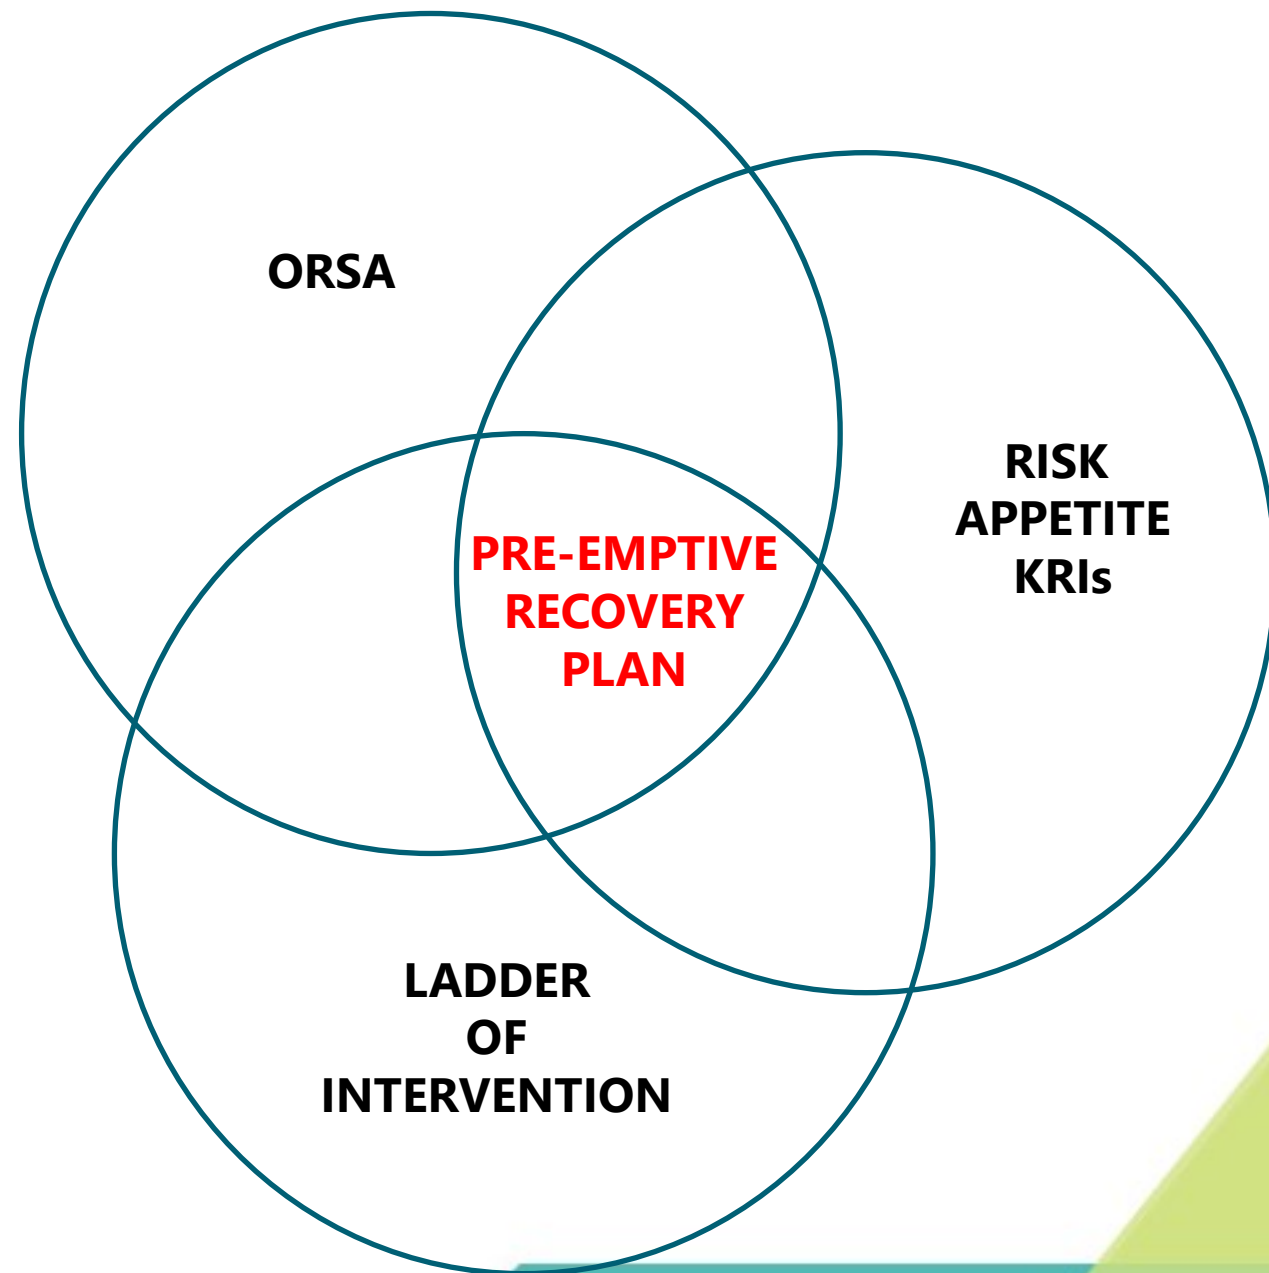 ORSA
RISK
APPETITE
KRIs
PRE-EMPTIVE
RECOVERY
PLAN
LADDER
OF
INTERVENTION